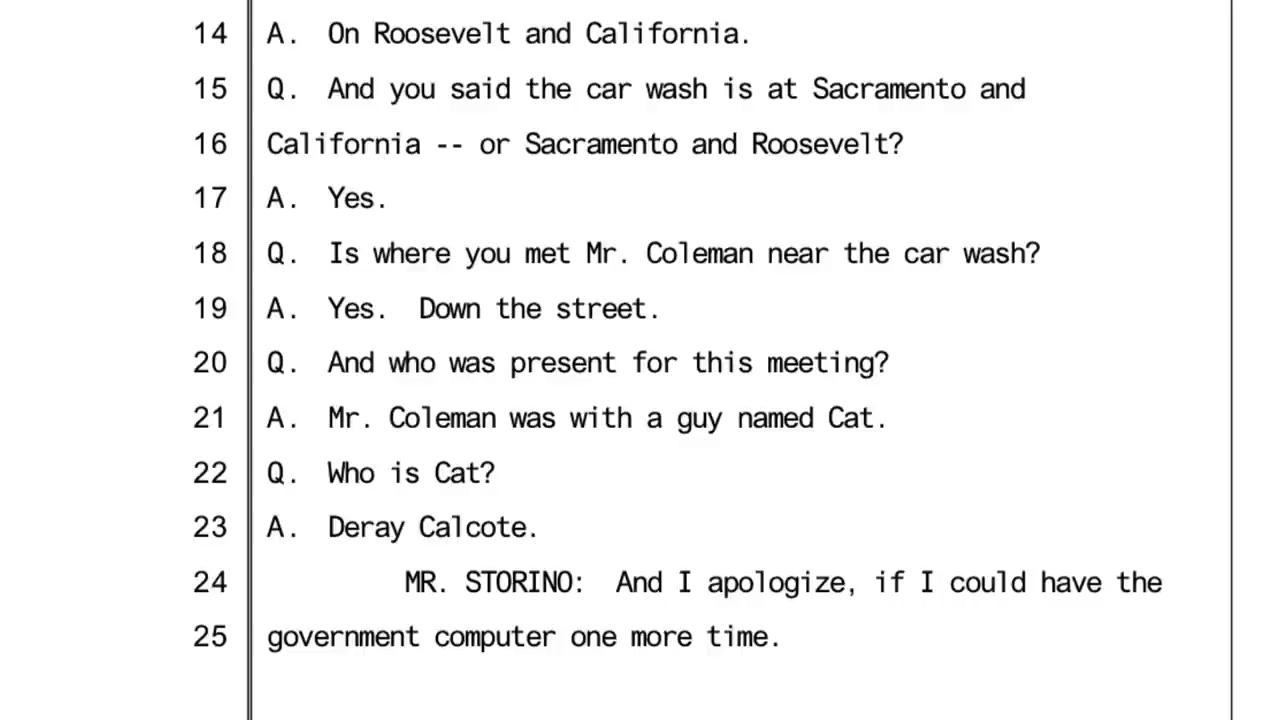 14 A. On Roosevelt and California.
15 Q. And you said the car wash is at Sacramento and
16 California -- or Sacramento and Roosevelt?
17 A. Yes.
18 Q. Is where you met Mr. Coleman near the car wash?
19 A. Yes. Down the street.
20 Q. And who was present for this meeting?
21 A. Mr. Coleman was with a guy named Cat.
22 Q. Who is Cat?
23 A. Deray Calcote.
24 MR. STORINO: And I apologize, if I could have the
25 government computer one more time.